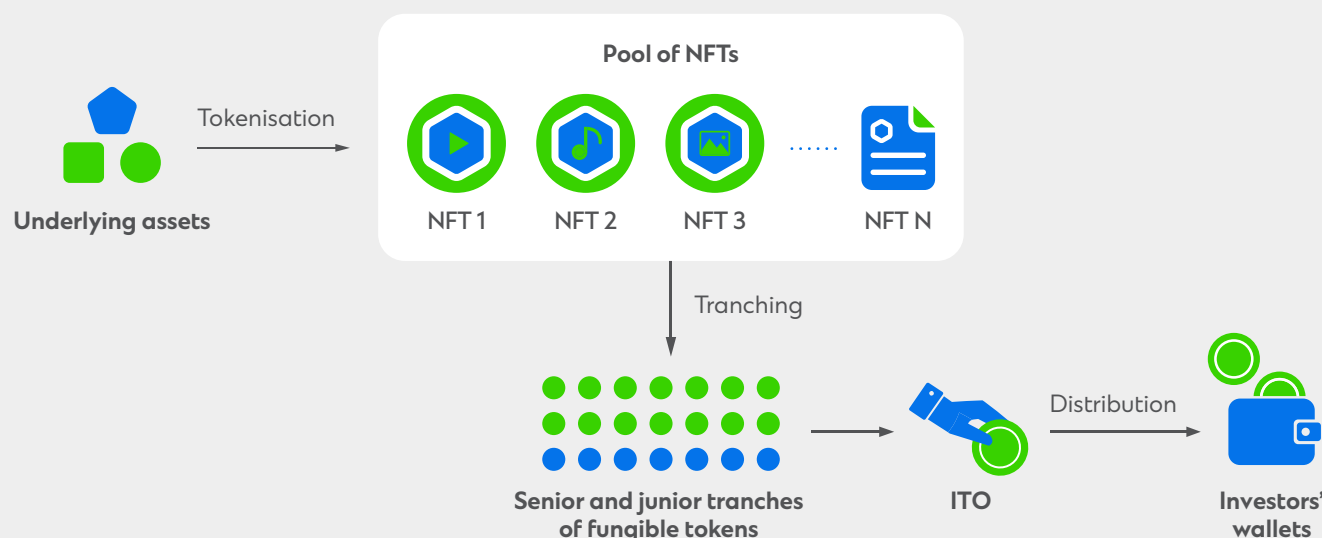 Pool of NFTs
Tokenisation
Underlying assets
NFT 1
NFT 2
NFT 3
NFT N
Tranching
Distribution
Senior and junior tranches
of fungible tokens
ITO
Investors'
wallets